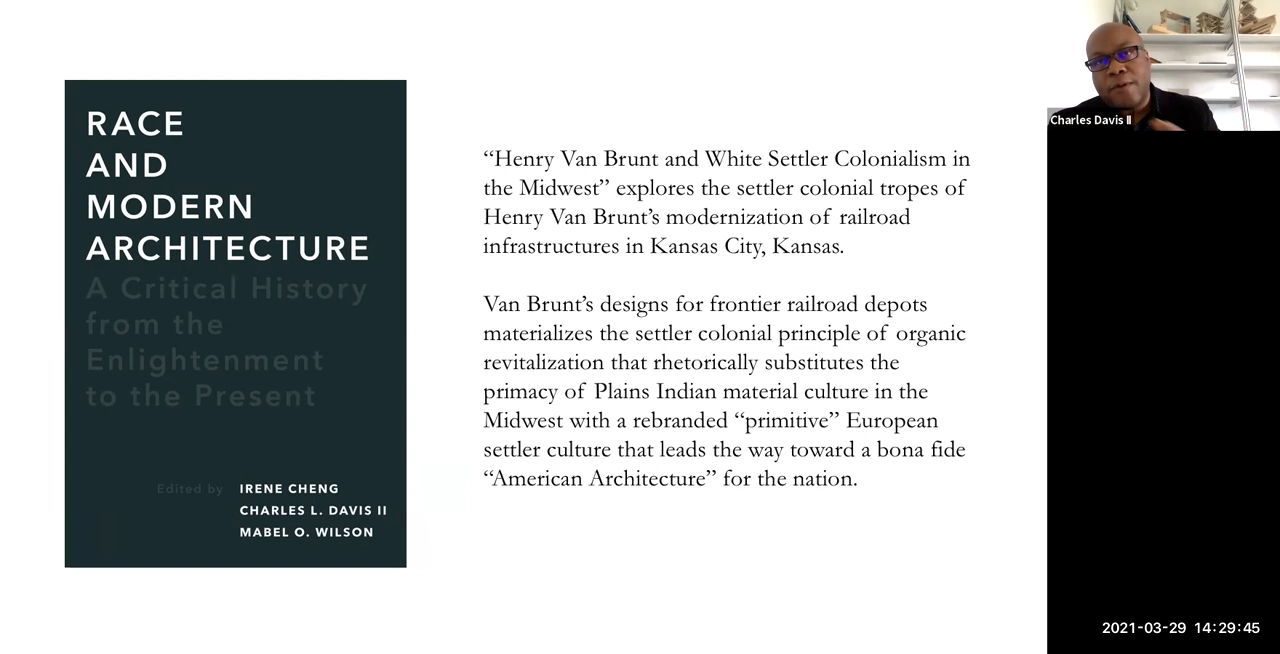 RACE
AND
MODERN
ARCHITECTURE
A Critical History
from the
Enlightenment
to the Present
Edited by IRENE CHENG
CHARLES L. DAVIS II
MABEL O. WILSON
“Henry Van Brunt and White Settler Colonialism in
the Midwest” explores the settler colonial tropes of
Henry Van Brunt’s modernization of railroad
infrastructures in Kansas City, Kansas.
Van Brunt’s designs for frontier railroad depots
materializes the settler colonial principle of organic
revitalization that rhetorically substitutes the
primacy of Plains Indian material culture in the
Midwest with a rebranded “primitive” European
settler culture that leads the way toward a bona fide
“American Architecture” for the nation.
Charles Davis II
2021-03-29 14:29:45